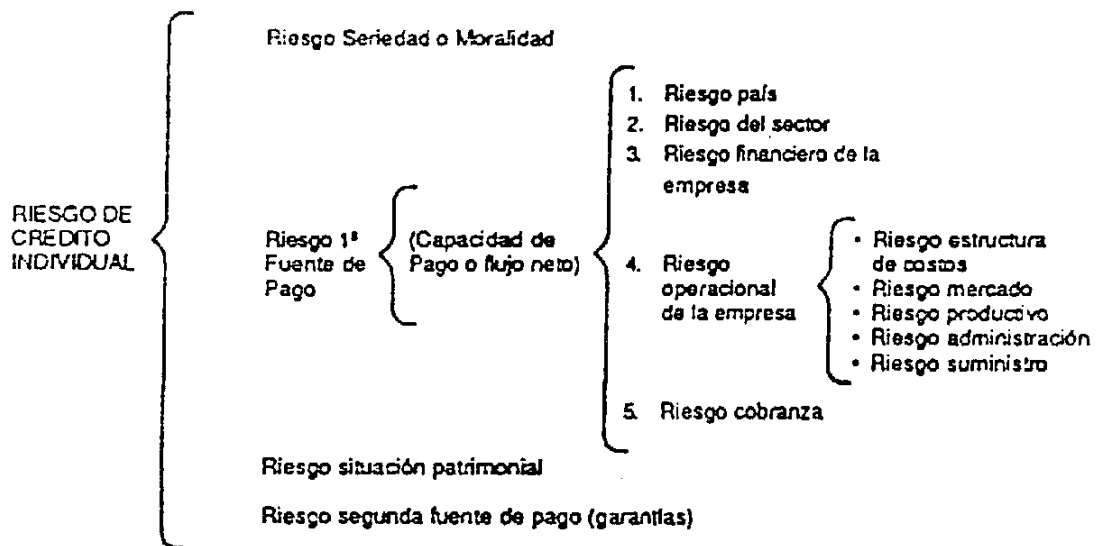 RIESGO DE
CREDITO
INDIVIDUAL
Riesgo Seriedad o Moralidad
Riesgo 1ª
Fuente de
Pago
(Capacidad de
Pago o flujo neto)
1. Riesgo país
2. Riesgo del sector
3. Riesgo financiero de la
empresa
4. Riesgo
operacional
de la empresa
• Riesgo estructura
de costos
• Riesgo mercado
• Riesgo productivo
• Riesgo administración
• Riesgo suministro
5. Riesgo cobranza
Riesgo situación patrimonial
Riesgo segunda fuente de pago (garantías)